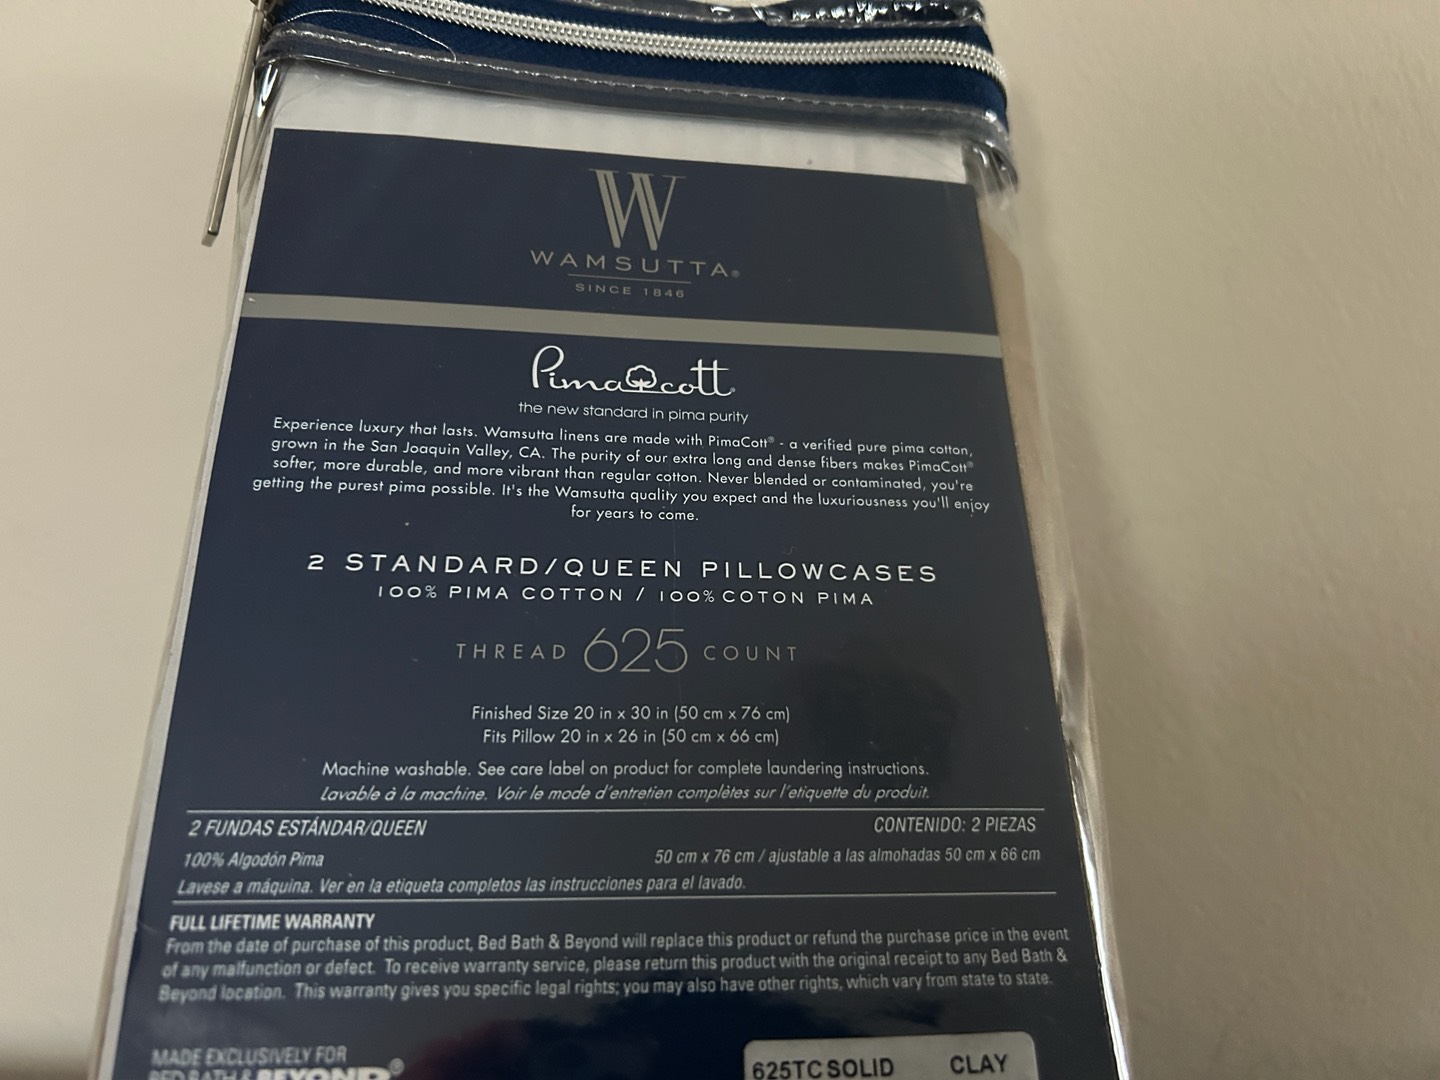 W
WAMSUTTA®
SINCE 1846
PimaCott®
the new standard in pima purity
Experience luxury that lasts. Wamsutta linens are made with PimaCott® - a verified pure pima cotton,
grown in the San Joaquin Valley, CA. The purity of our extra long and dense fibers makes PimaCott®
softer, more durable, and more vibrant than regular cotton. Never blended or contaminated, you're
getting the purest pima possible. It's the Wamsutta quality you expect and the luxuriousness you'll enjoy
for years to come.
2 STANDARD/QUEEN PILLOWCASES
100% PIMA COTTON / 100% COTON PIMA
THREAD 625 COUNT
Finished Size 20 in x 30 in (50 cm x 76 cm)
Fits Pillow 20 in x 26 in (50 cm x 66 cm)
Machine washable. See care label on product for complete laundering instructions.
Lavable à la machine. Voir le mode d'entretien complètes sur l'etiquette du produit.
2 FUNDAS ESTÁNDAR/QUEEN CONTENIDO: 2 PIEZAS
100% Algodón Pima 50 cm x 76 cm / ajustable a las almohadas 50 cm x 66 cm
Lavese a máquina. Ver en la etiqueta completos las instrucciones para el lavado.
FULL LIFETIME WARRANTY
From the date of purchase of this product, Bed Bath & Beyond will replace this product or refund the purchase price in the event
of any malfunction or defect. To receive warranty service, please return this product with the original receipt to any Bed Bath &
Beyond location. This warranty gives you specific legal rights; you may also have other rights, which vary from state to state.
MADE EXCLUSIVELY FOR
BED BATH & BEYOND®
625TC SOLID CLAY